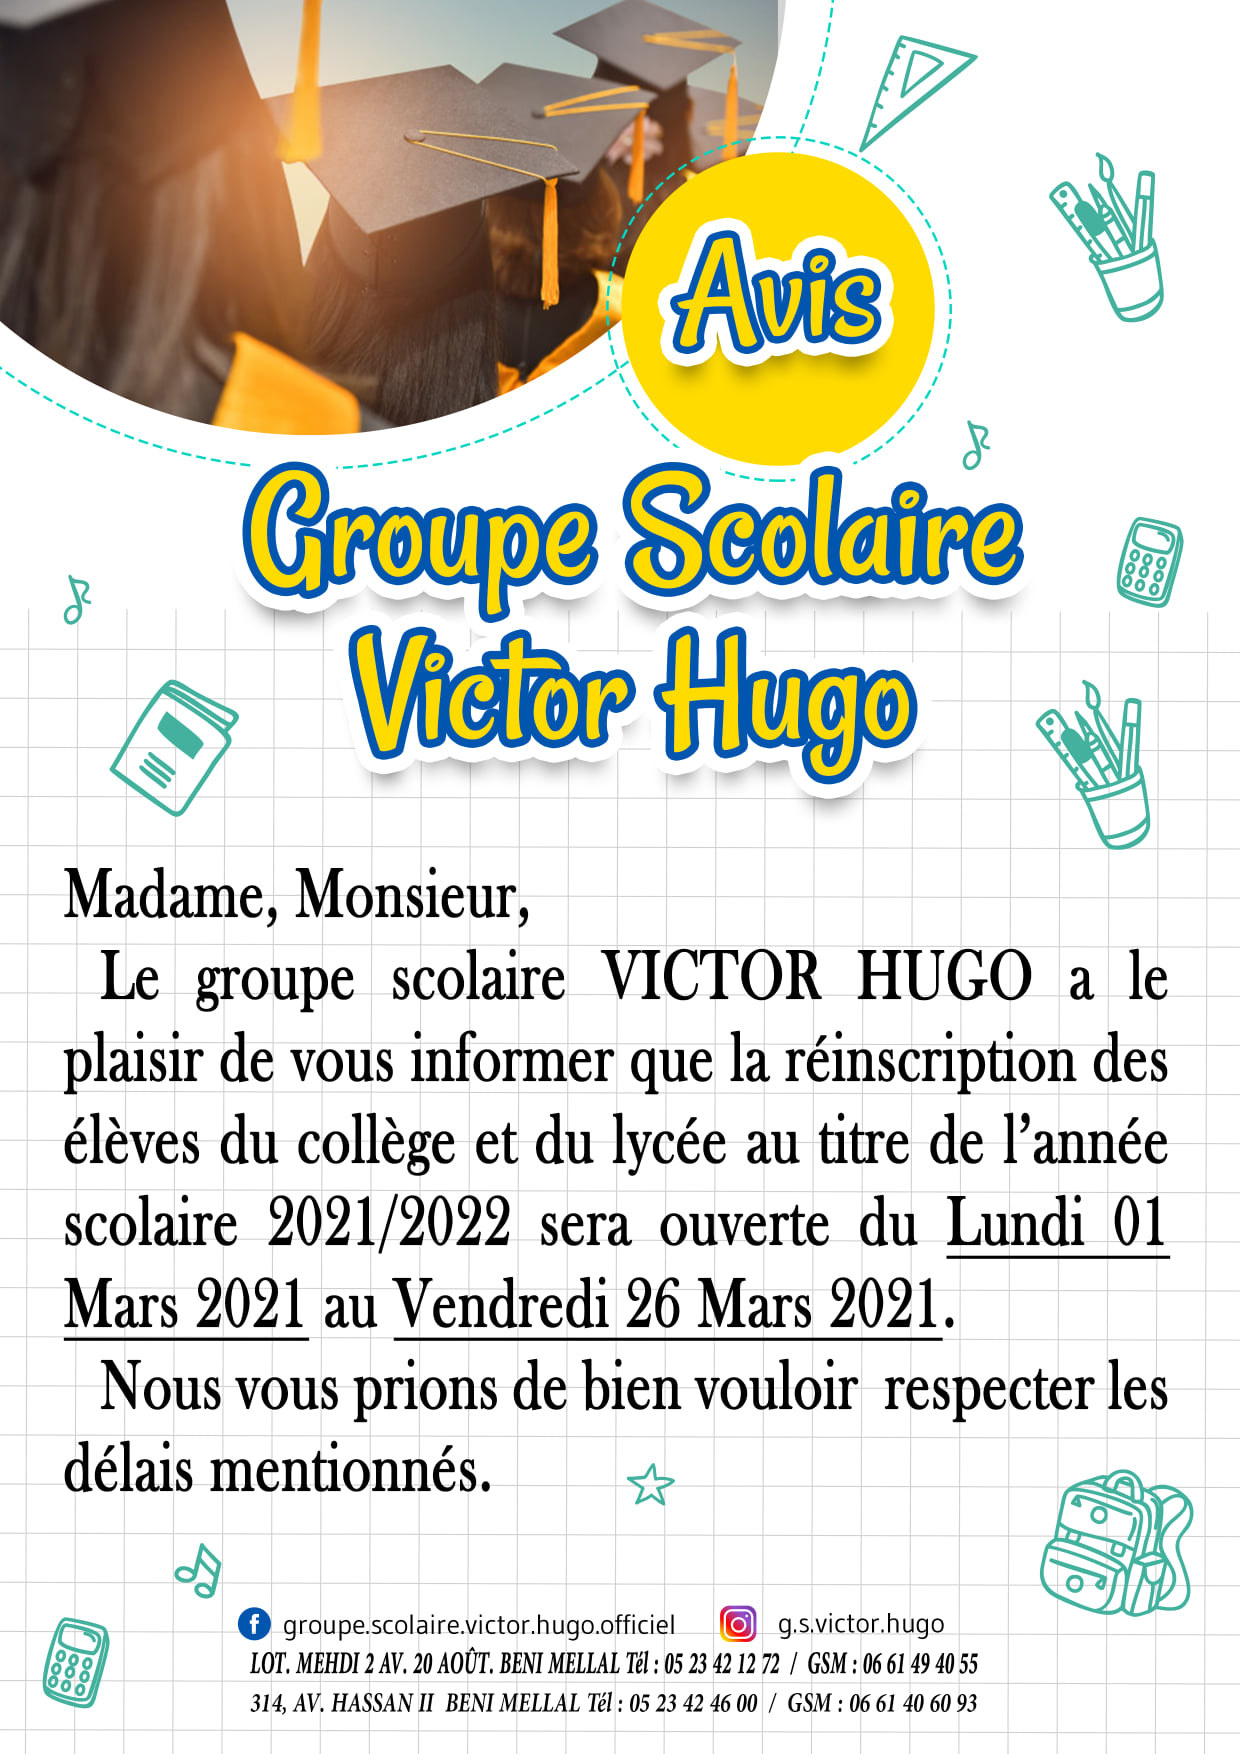 Avis
Groupe Scolaire
Victor Hugo
Madame, Monsieur,
Le groupe scolaire VICTOR HUGO a le
plaisir de vous informer que la réinscription des
élèves du collège et du lycée au titre de l’année
scolaire 2021/2022 sera ouverte du Lundi 01
Mars 2021 au Vendredi 26 Mars 2021.
Nous vous prions de bien vouloir respecter les
délais mentionnés.
groupe.scolaire.victor.hugo.officiel g.s.victor.hugo
LOT. MEHDI 2 AV. 20 AOÛT. BENI MELLAL Tél : 05 23 42 12 72 / GSM : 06 61 49 40 55
314, AV. HASSAN II BENI MELLAL Tél : 05 23 42 46 00 / GSM : 06 61 40 60 93